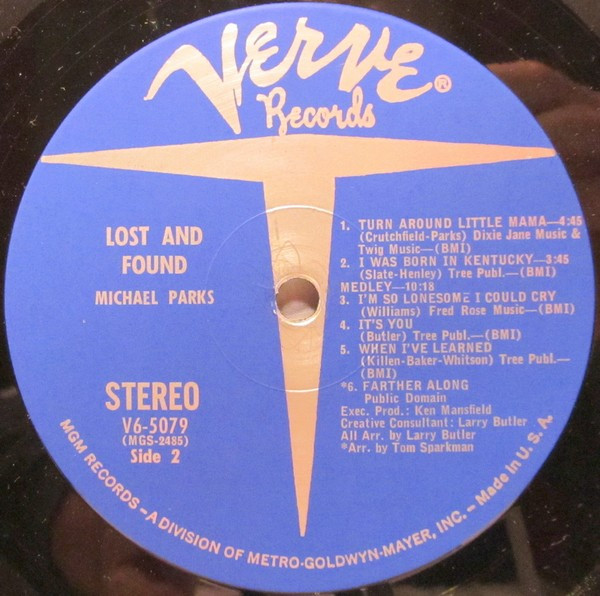 VERVE®
Records
LOST AND
FOUND
MICHAEL PARKS
STEREO
V6-5079
(MGS-2485)
Side 2
1. TURN AROUND LITTLE MAMA—4:45
(Crutchfield-Parks) Dixie Jane Music &
Twig Music—(BMI)
2. I WAS BORN IN KENTUCKY—3:45
(Slate-Henley) Tree Publ.—(BMI)
MEDLEY—10:18
3. I'M SO LONESOME I COULD CRY
(Williams) Fred Rose Music—(BMI)
4. IT'S YOU
(Butler) Tree Publ.—(BMI)
5. WHEN I'VE LEARNED
(Killen-Baker-Whitson) Tree Publ.—
(BMI)
*6. FARTHER ALONG
Public Domain
Exec. Prod.: Ken Mansfield
Creative Consultant: Larry Butler
All Arr. by Larry Butler
*Arr. by Tom Sparkman
MGM RECORDS – A DIVISION OF METRO-GOLDWYN-MAYER, INC. – Made in U.S.A.